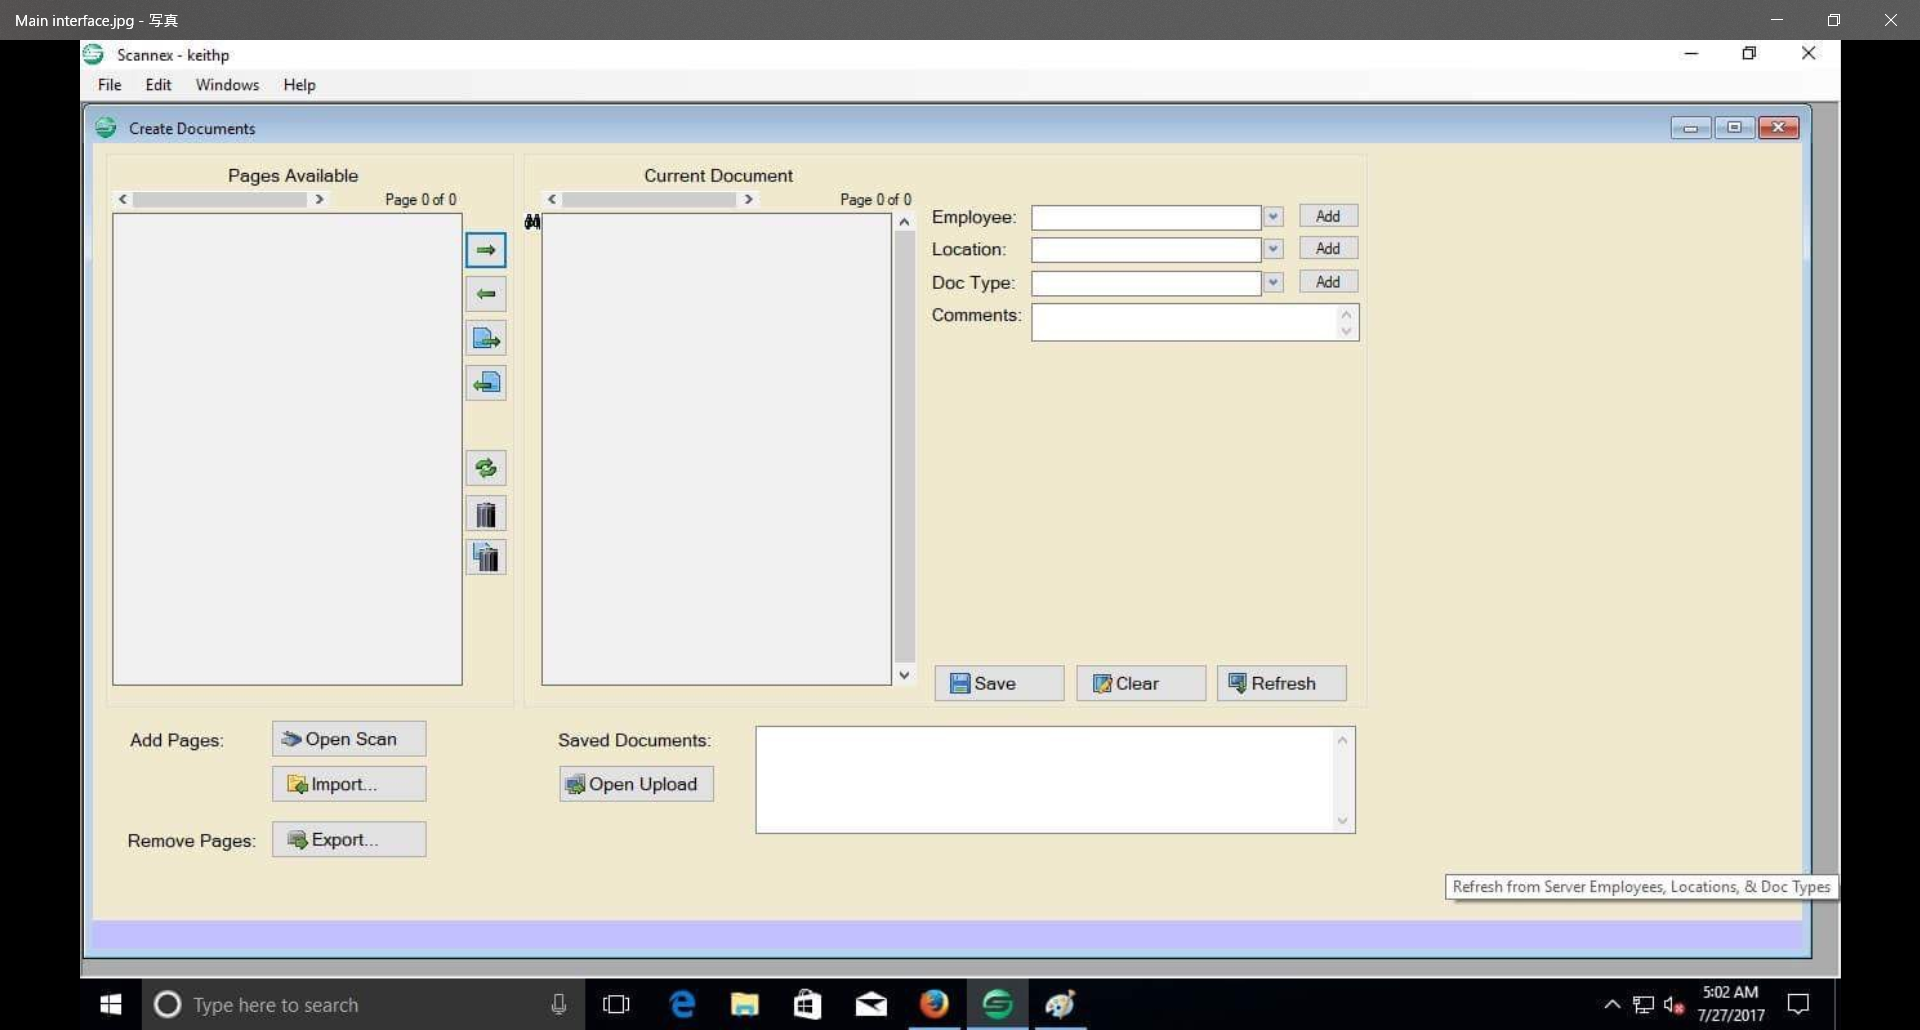 Main interface.jpg - 写真
Scannex - keithp
File Edit Windows Help
Create Documents
Pages Available
Page 0 of 0
Current Document
Page 0 of 0
Employee: Add
Location: Add
Doc Type: Add
Comments:
Save Clear Refresh
Add Pages: Open Scan
Import...
Remove Pages: Export...
Saved Documents:
Open Upload
Refresh from Server Employees, Locations, & Doc Types
Type here to search
5:02 AM
7/27/2017